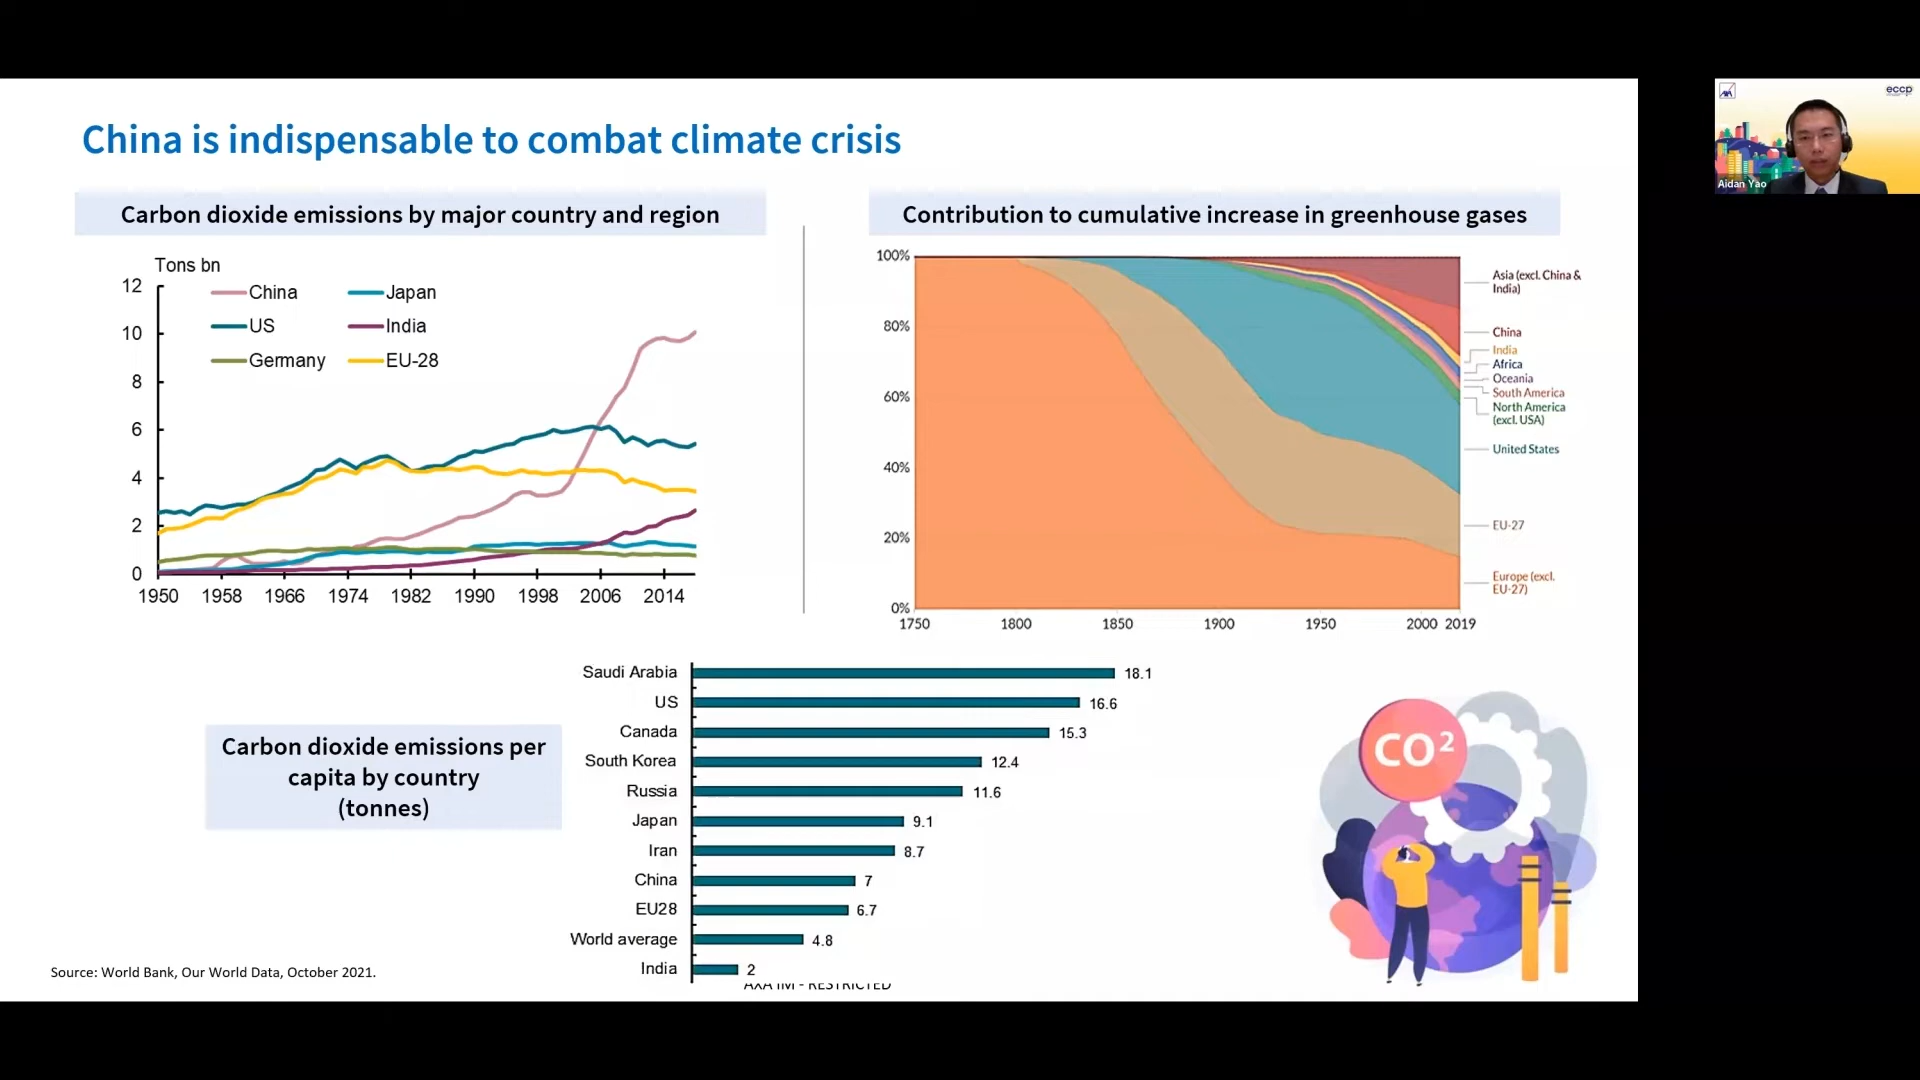 China is indispensable to combat climate crisis
Carbon dioxide emissions by major country and region
Tons bn
12
10
8
6
4
2
0
China
Japan
US
India
Germany
EU-28
1950 1958 1966 1974 1982 1990 1998 2006 2014
Contribution to cumulative increase in greenhouse gases
100%
80%
60%
40%
20%
0%
1750 1800 1850 1900 1950 2000 2019
Asia (excl. China &
India)
China
India
Africa
Oceania
South America
North America
(excl. USA)
United States
EU-27
Europe (excl.
EU-27)
Carbon dioxide emissions per
capita by country
(tonnes)
Saudi Arabia 18.1
US 16.6
Canada 15.3
South Korea 12.4
Russia 11.6
Japan 9.1
Iran 8.7
China 7
EU28 6.7
World average 4.8
India 2
CO²
Source: World Bank, Our World Data, October 2021.
AXA IM - RESTRICTED
AXA
eccp
Aidan Yao